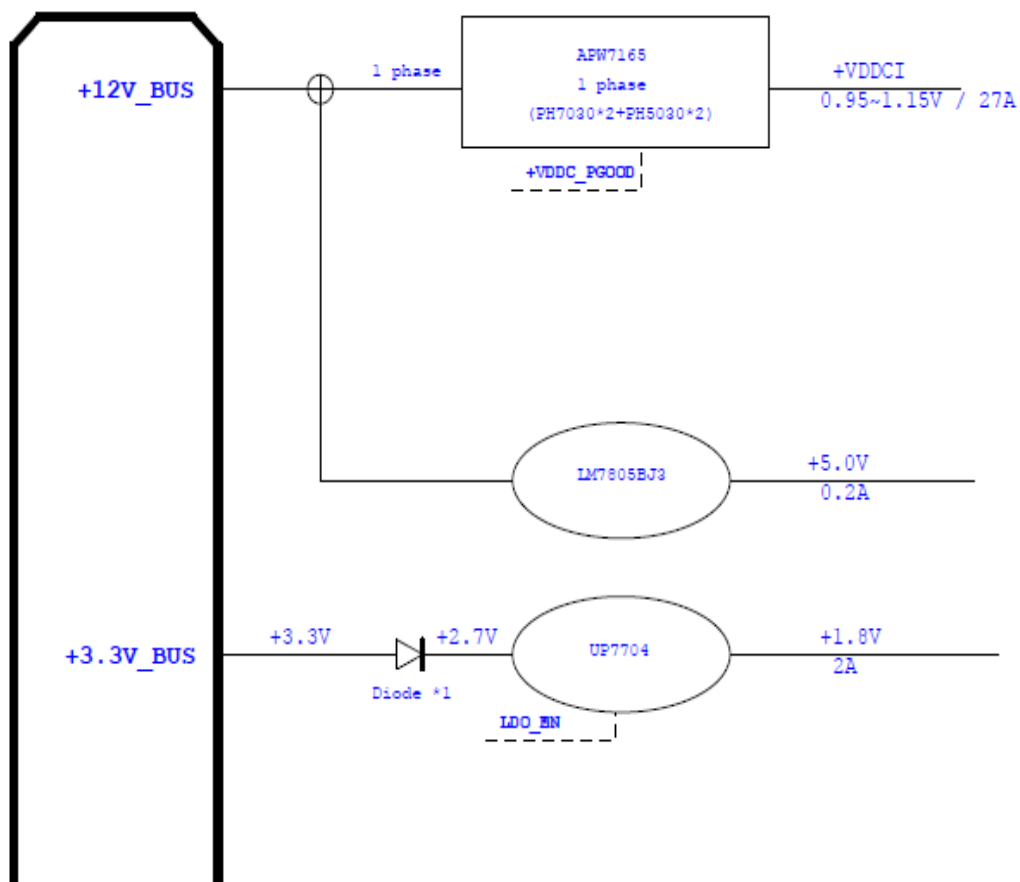 +12V_BUS
1 phase
APW7165
1 phase
(PH7030*2+PH5030*2)
+VDDCI
0.95~1.15V / 27A
+VDDC_PGOOD
LM7805BJ3
+5.0V
0.2A
+3.3V_BUS
+3.3V
Diode *1
+2.7V
UP7704
+1.8V
2A
LDO_EN